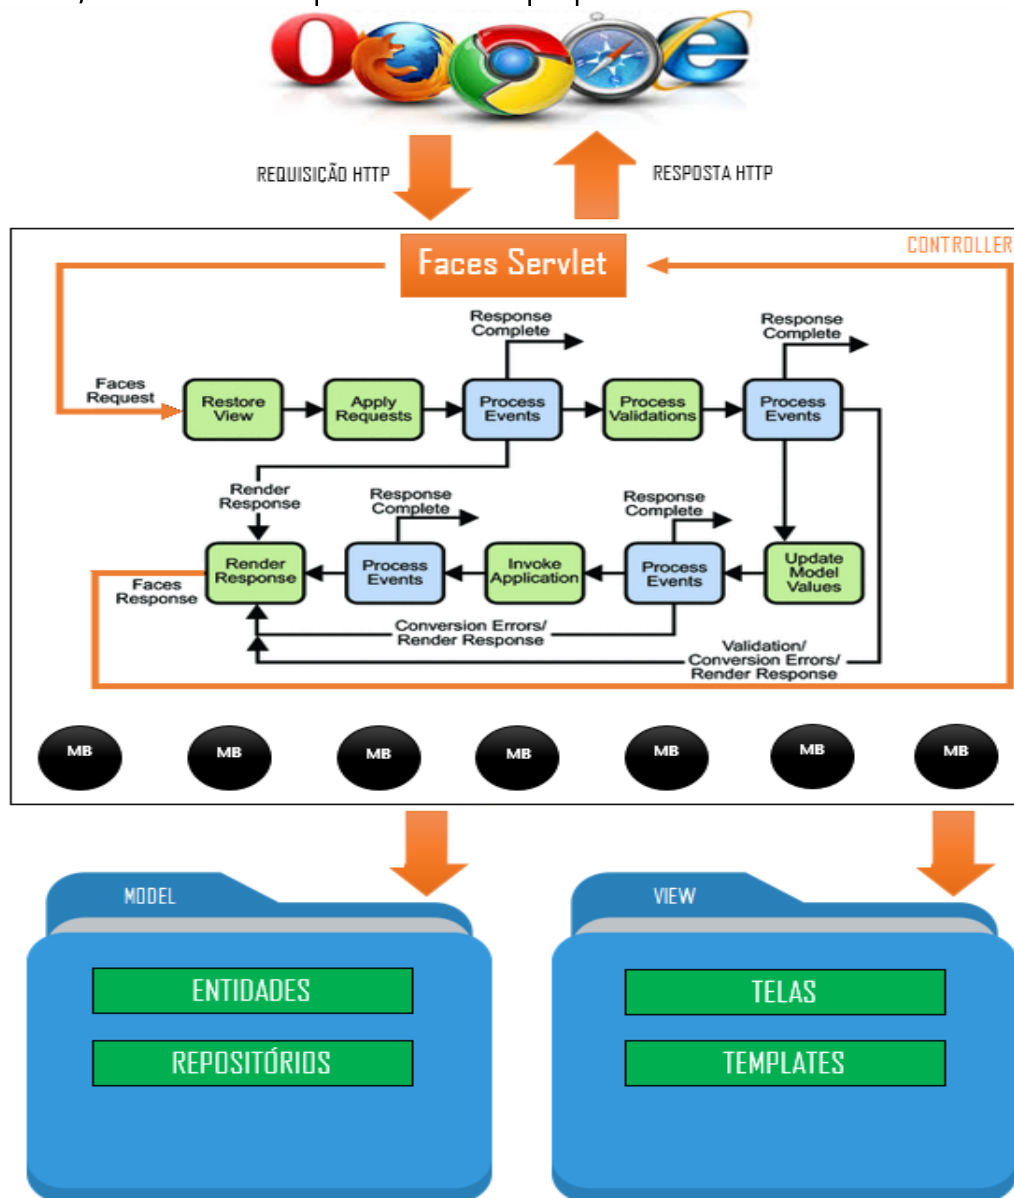 REQUISIÇÃO HTTP
RESPOSTA HTTP
CONTROLLER
Faces Servlet
Response
Complete
Response
Complete
Faces
Request
Restore
View
Apply
Requests
Process
Events
Process
Validations
Process
Events
Render
Response
Response
Complete
Response
Complete
Render
Response
Process
Events
Invoke
Application
Process
Events
Update
Model
Values
Faces
Response
Conversion Errors/
Render Response
Validation/
Conversion Errors/
Render Response
MB
MB
MB
MB
MB
MB
MB
MODEL
VIEW
ENTIDADES
TELAS
REPOSITÓRIOS
TEMPLATES